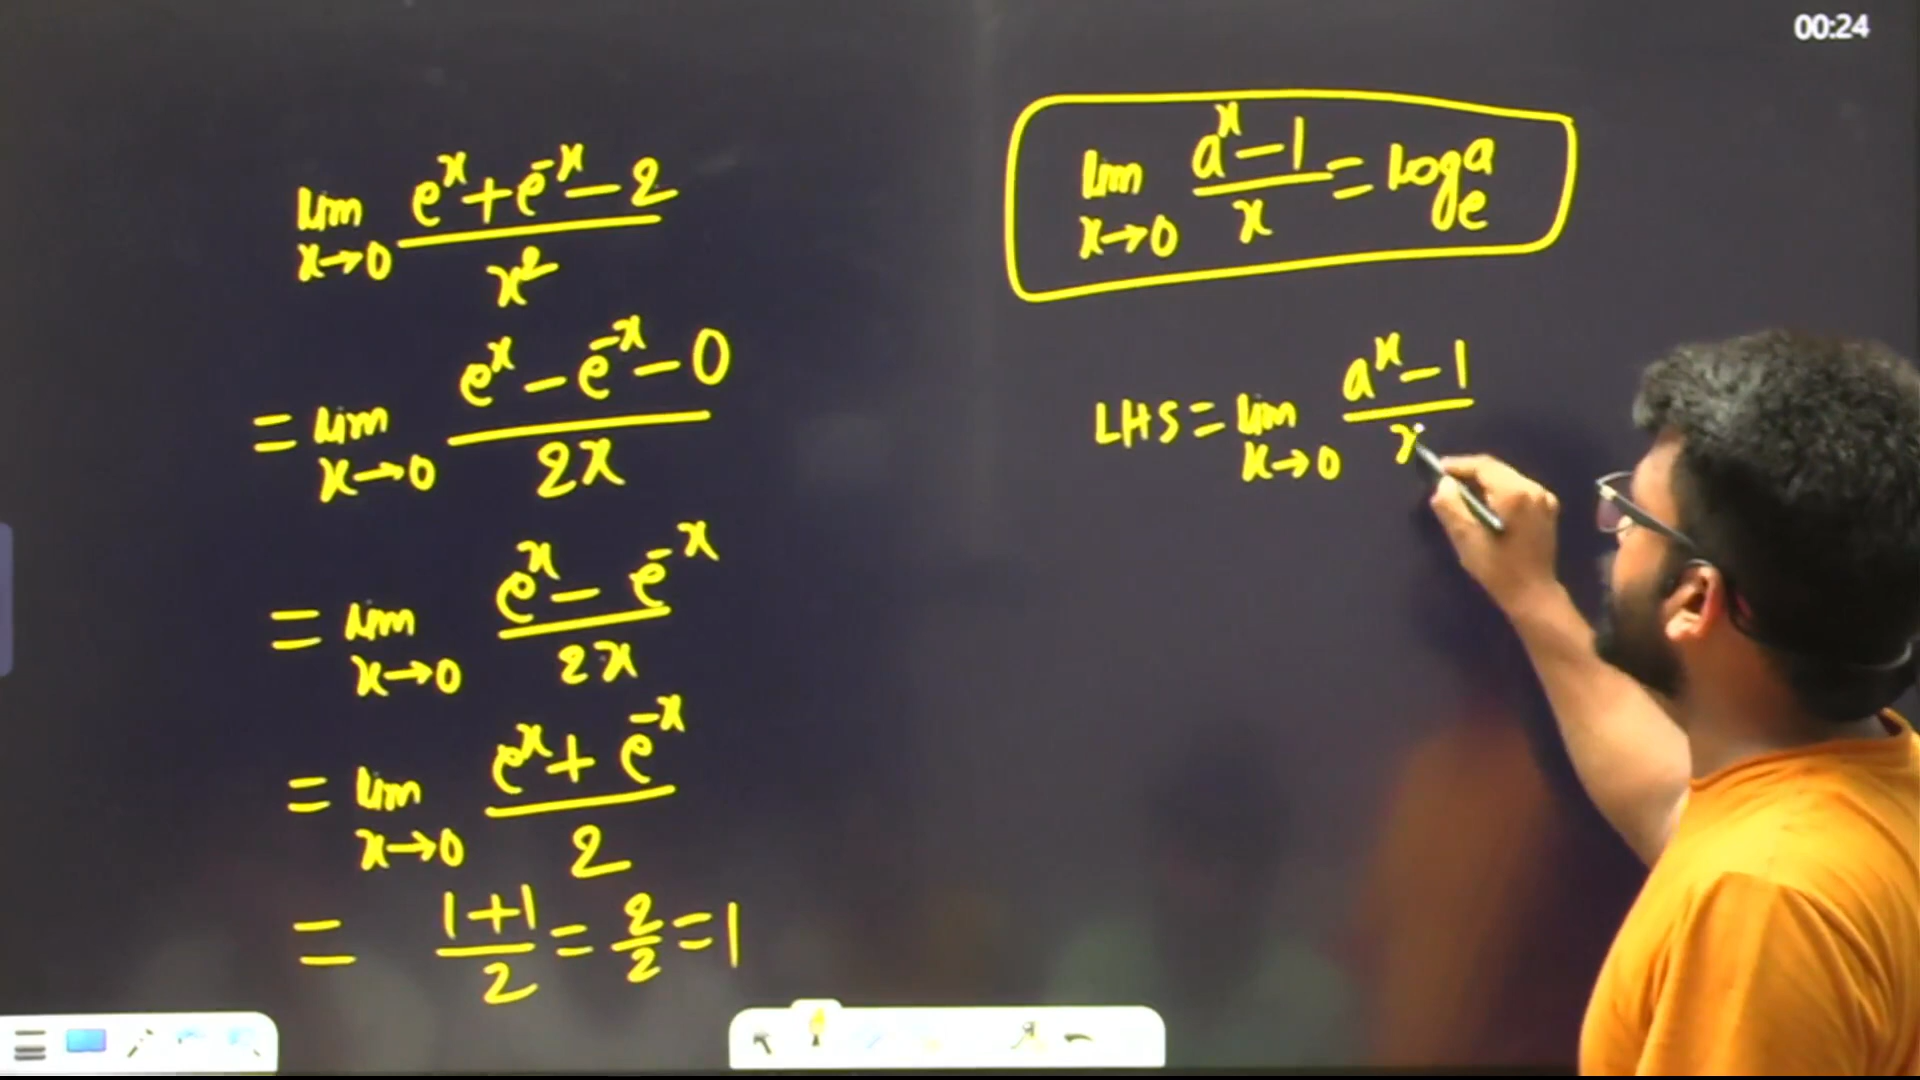 00:24
lim x→0 (e^x + e^-x - 2)/x^2
= lim x→0 (e^x - e^-x - 0)/2x
= lim x→0 (e^x - e^-x)/2x
= lim x→0 (e^x + e^-x)/2
= (1+1)/2 = 2/2 = 1
lim x→0 (a^x - 1)/x = log_e a
LHS = lim x→0 (a^x - 1)/x